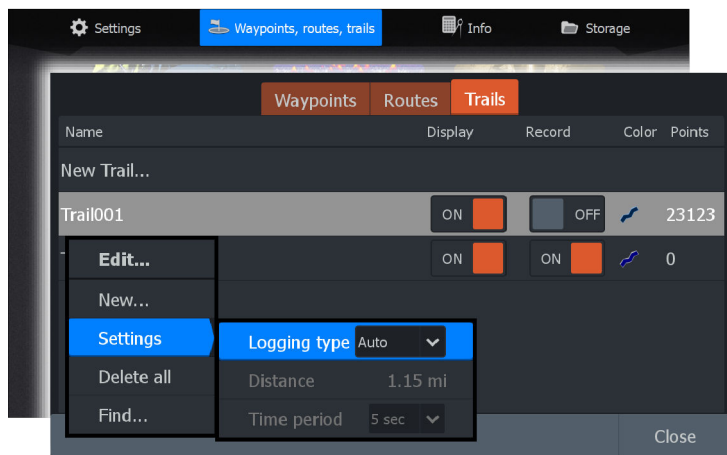 Settings
Waypoints, routes, trails
Info
Storage
Waypoints Routes Trails
Name Display Record Color Points
New Trail...
Trail001 ON OFF 23123
ON ON 0
Edit...
New...
Settings
Delete all
Find...
Logging type Auto
Distance 1.15 mi
Time period 5 sec
Close